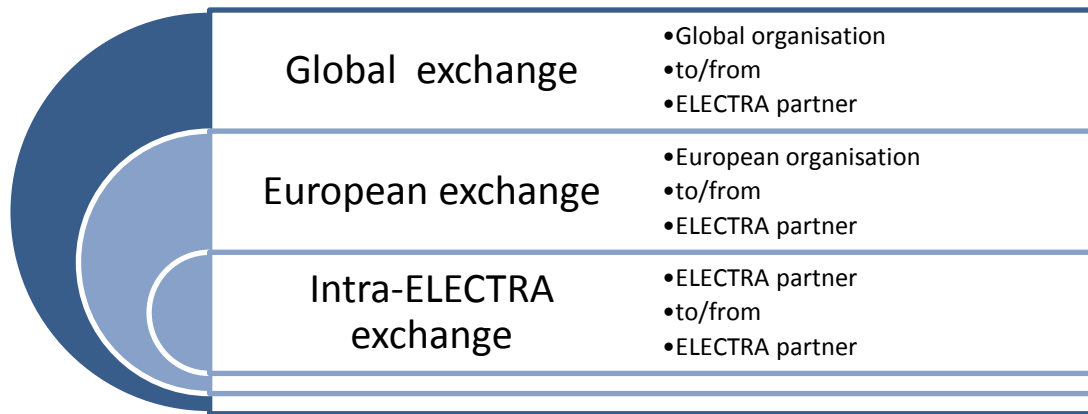 Global exchange
•Global organisation
•to/from
•ELECTRA partner
European exchange
•European organisation
•to/from
•ELECTRA partner
Intra-ELECTRA
exchange
•ELECTRA partner
•to/from
•ELECTRA partner